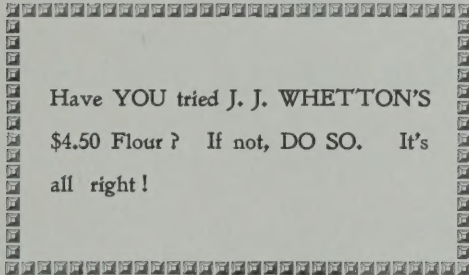 Have YOU tried J. J. WHETTON'S
$4.50 Flour ? If not, DO SO. It's
all right !